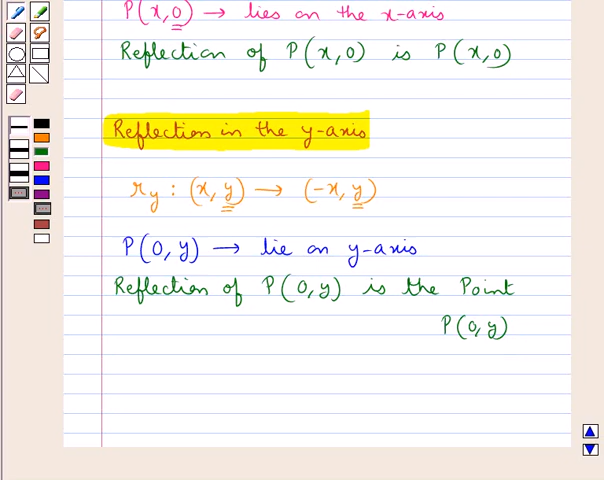 P(x, 0) → lies on the x-axis
Reflection of P(x, 0) is P(x, 0)
Reflection in the y-axis
r_y : (x, y) → (-x, y)
P(0, y) → lie on y-axis
Reflection of P(0, y) is the Point
P(0, y)